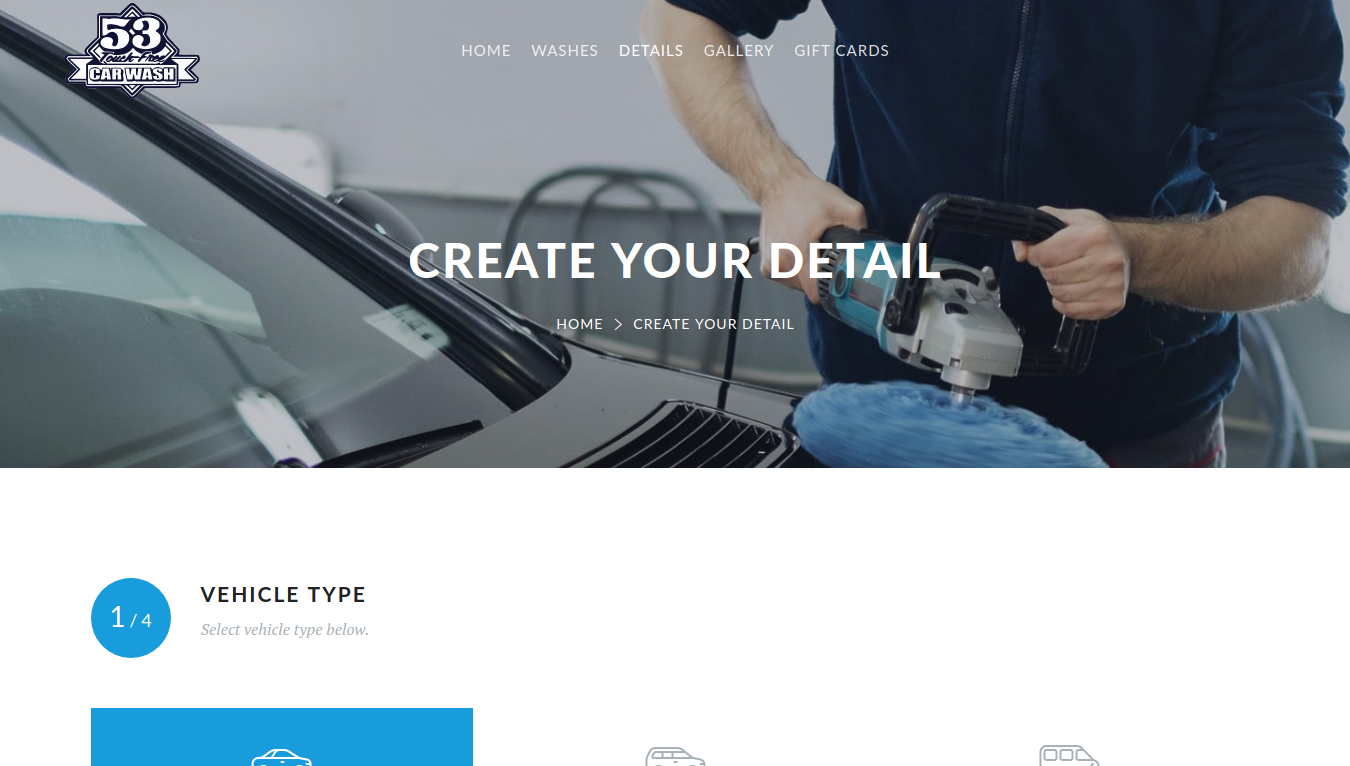 53
Touch-Free
CAR WASH
HOME WASHES DETAILS GALLERY GIFT CARDS
CREATE YOUR DETAIL
HOME > CREATE YOUR DETAIL
1 / 4
VEHICLE TYPE
Select vehicle type below.